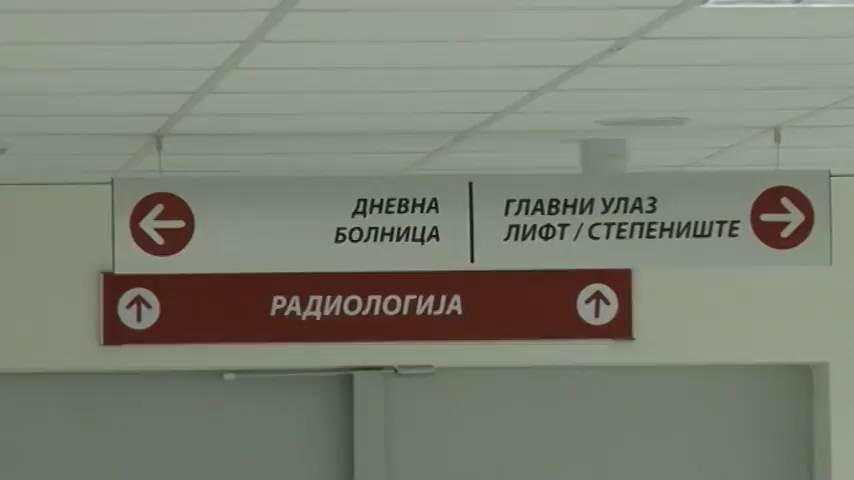 ДНЕВНА
БОЛНИЦА
ГЛАВНИ УЛАЗ
ЛИФТ / СТЕПЕНИШТЕ
РАДИОЛОГИЈА